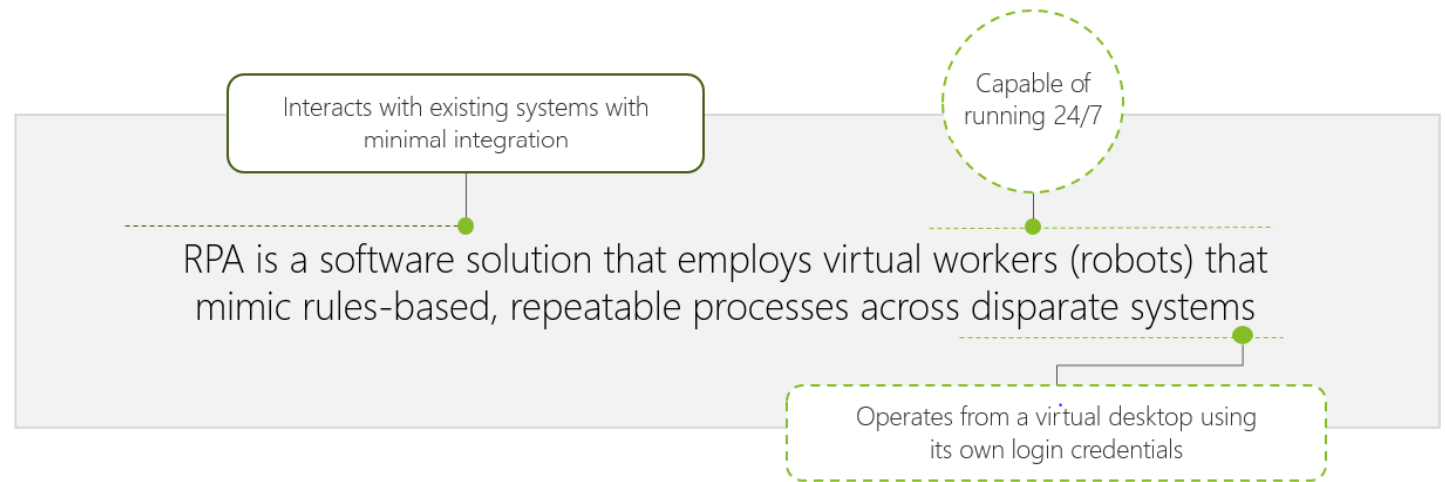 Interacts with existing systems with
minimal integration
Capable of
running 24/7
RPA is a software solution that employs virtual workers (robots) that
mimic rules-based, repeatable processes across disparate systems
Operates from a virtual desktop using
its own login credentials